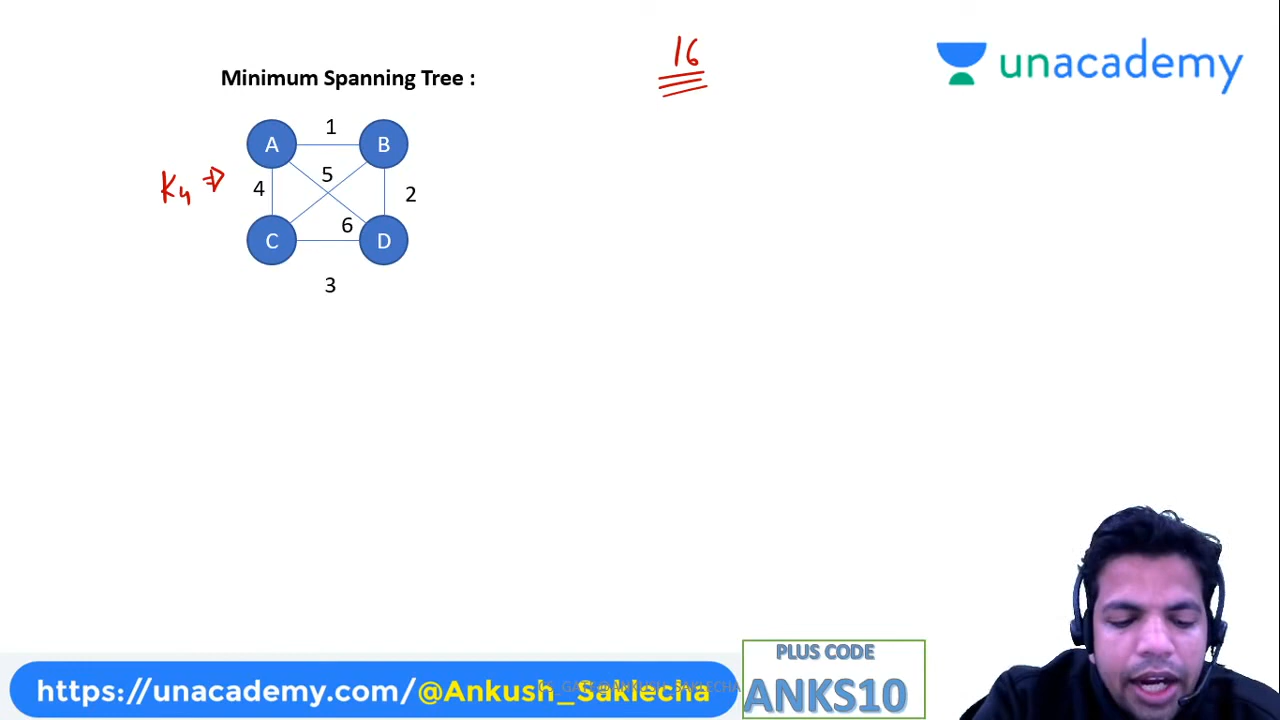 16
unacademy
Minimum Spanning Tree :
1
A
B
5
K4 ⇒
4
2
6
C
D
3
PLUS CODE
https://unacademy.com/@Ankush_Saklecha
ANKS10